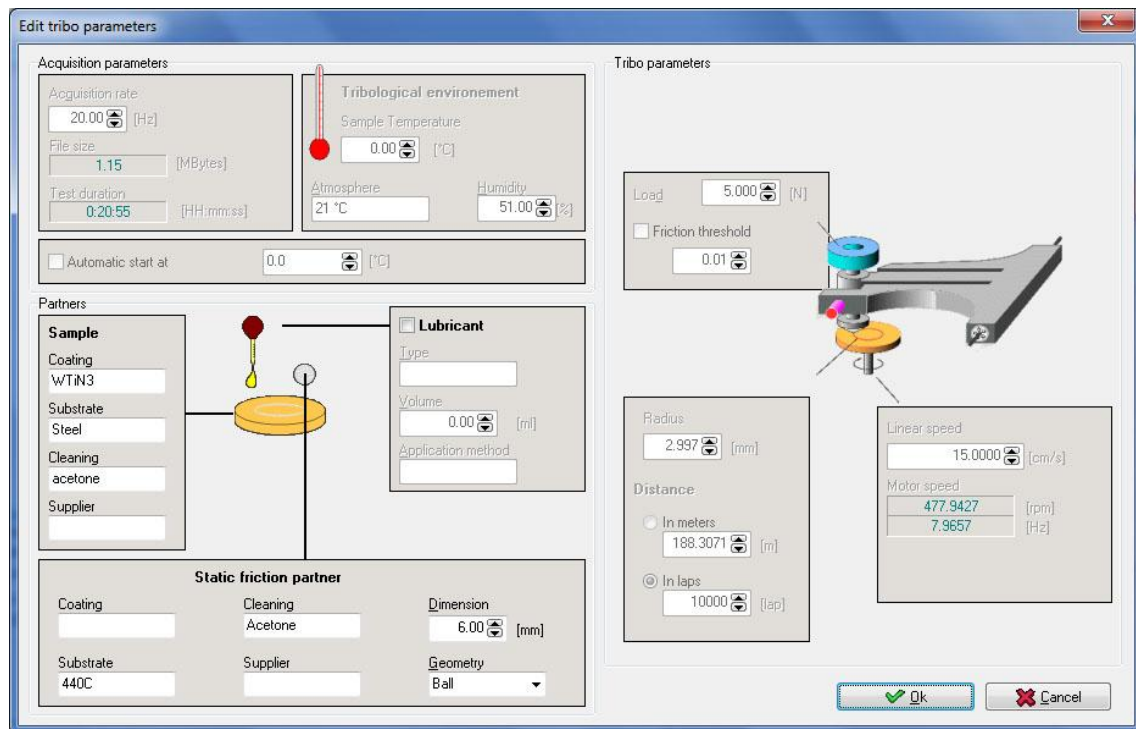 Edit tribo parameters
Acquisition parameters
Acquisition rate
20.00 [Hz]
File size
1.15 [MBytes]
Test duration
0:20:55 [HH:mm:ss]
Tribological environement
Sample Temperature
0.00 [°C]
Atmosphere Humidity
21 °C 51.00 [%]
Automatic start at 0.0 [°C]
Partners
Sample
Coating
WTiN3
Substrate
Steel
Cleaning
acetone
Supplier
Lubricant
Type
Volume
0.00 [ml]
Application method
Static friction partner
Coating Cleaning Dimension
Acetone 6.00 [mm]
Substrate Supplier Geometry
440C Ball
Tribo parameters
Load 5.000 [N]
Friction threshold
0.01
Radius
2.997 [mm]
Distance
In meters
188.3071 [m]
In laps
10000 [lap]
Linear speed
15.0000 [cm/s]
Motor speed
477.9427 [rpm]
7.9657 [Hz]
Ok Cancel